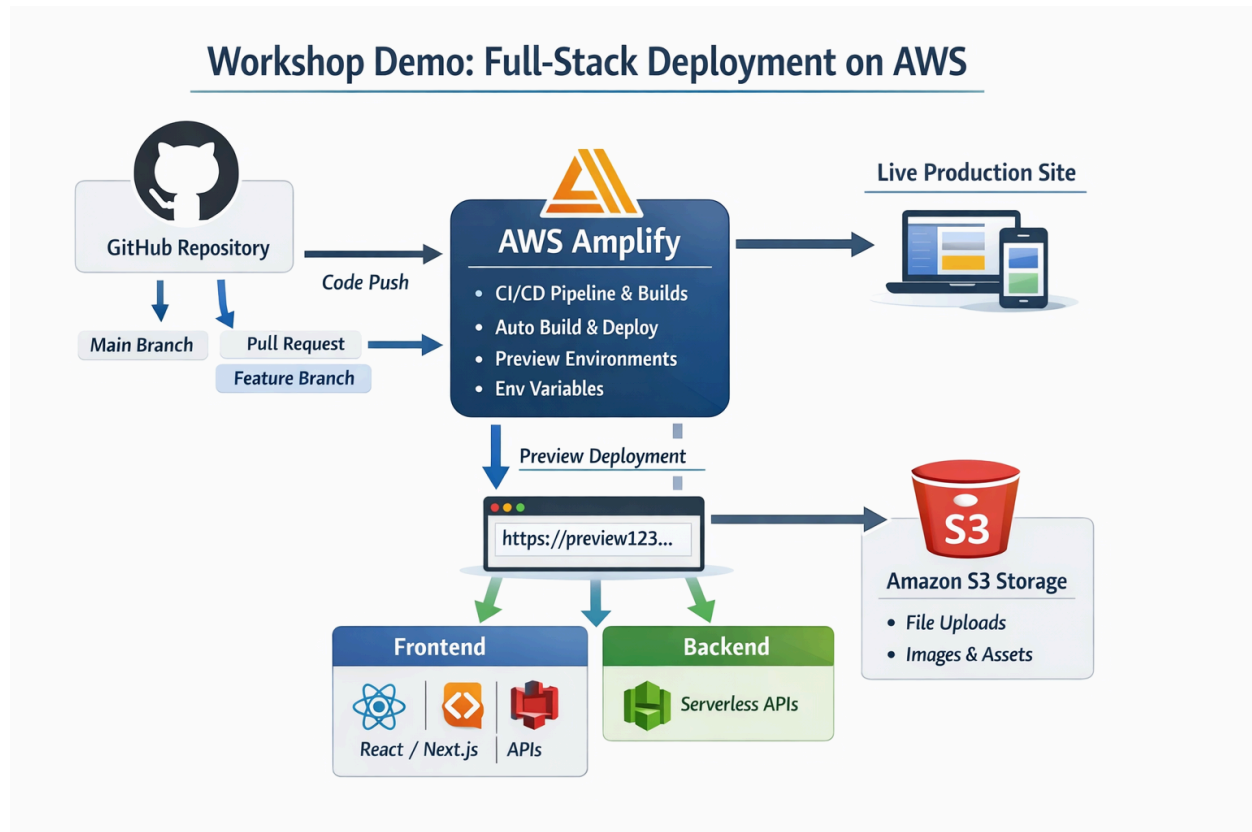 Workshop Demo: Full-Stack Deployment on AWS
GitHub Repository
Code Push
Main Branch
Pull Request
Feature Branch
AWS Amplify
• CI/CD Pipeline & Builds
• Auto Build & Deploy
• Preview Environments
• Env Variables
Live Production Site
Preview Deployment
https://preview123...
S3
Amazon S3 Storage
• File Uploads
• Images & Assets
Frontend
React / Next.js
APIs
Backend
Serverless APIs